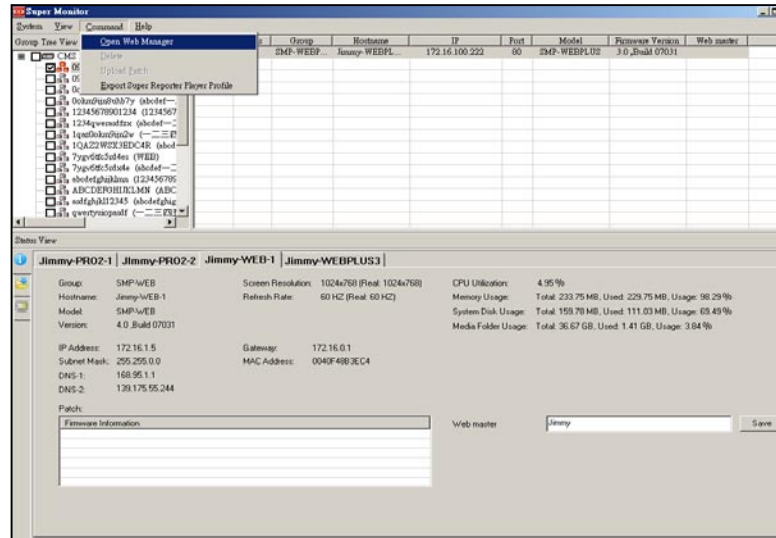 Super Monitor
System View Command Help
Group Tree View
Open Web Manager
Delete
Upload Patch
Export Super Reporter Player Profile
Group Hostname IP Port Model Firmware Version Web master
SMP-WEBP... Jimmy-WEBPL... 172.16.100.222 80 SMP-WEBPLUS 3.0 ,Build 07031
CMS
12345678901234 (1234567
7ygv6tfc5rd4es (WEB)
ABCDEFGHIJKLMN (ABC
Status View
Jimmy-PRO2-1 JImmy-PRO2-2 Jimmy-WEB-1 Jimmy-WEBPLUS3
Group: SMP-WEB Screen Resolution: 1024x768 (Real: 1024x768) CPU Utilization: 4.95 %
Hostname: Jimmy-WEB-1 Refresh Rate: 60 HZ (Real: 60 HZ) Memory Usage: Total: 233.75 MB, Used: 229.75 MB, Usage: 98.29 %
Model: SMP-WEB System Disk Usage: Total: 159.78 MB, Used: 111.03 MB, Usage: 69.49 %
Version: 4.0 ,Build 07031 Media Folder Usage: Total: 36.67 GB, Used: 1.41 GB, Usage: 3.84 %
IP Address: 172.16.1.5 Gateway: 172.16.0.1
Subnet Mask: 255.255.0.0 MAC Address: 0040F48B3EC4
DNS-1: 168.95.1.1
DNS-2: 139.175.55.244
Patch:
Firmware Information Web master Jimmy Save